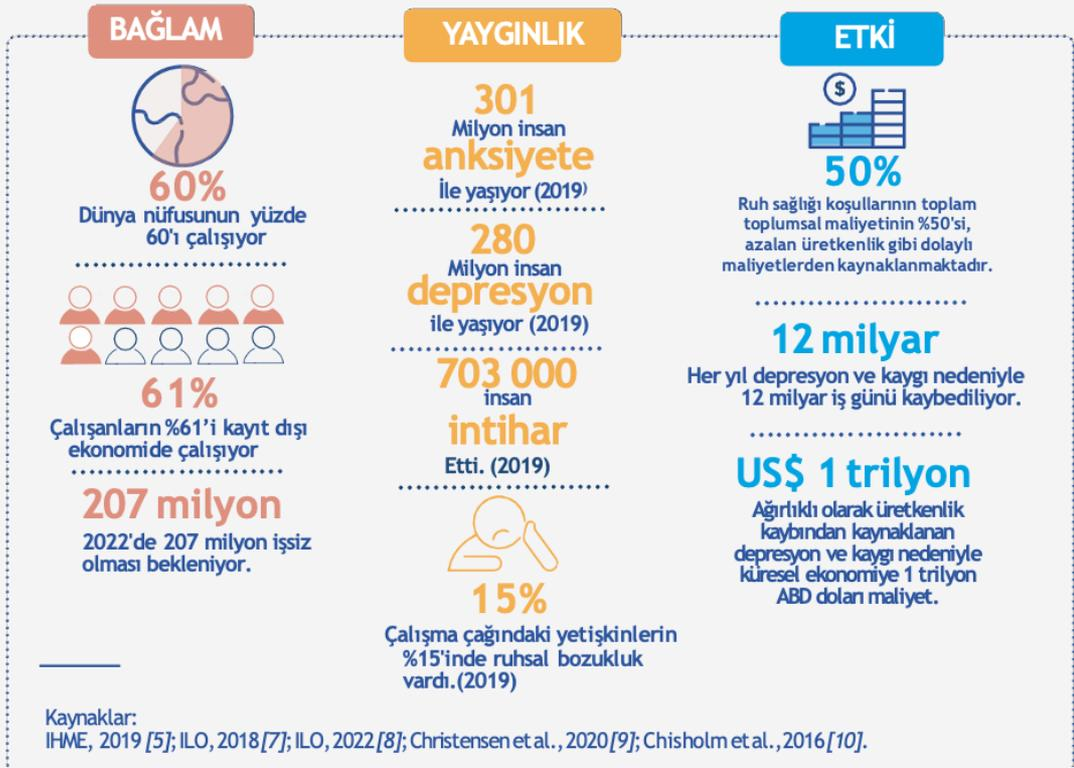 BAĞLAM
60%
Dünya nüfusunun yüzde
60'ı çalışıyor
61%
Çalışanların %61’i kayıt dışı
ekonomide çalışıyor
207 milyon
2022'de 207 milyon işsiz
olması bekleniyor.
YAYGINLIK
301
Milyon insan
anksiyete
İle yaşıyor (2019)
280
Milyon insan
depresyon
ile yaşıyor (2019)
703 000
insan
intihar
Etti. (2019)
15%
Çalışma çağındaki yetişkinlerin
%15'inde ruhsal bozukluk
vardı.(2019)
ETKİ
$
50%
Ruh sağlığı koşullarının toplam
toplumsal maliyetinin %50'si,
azalan üretkenlik gibi dolaylı
maliyetlerden kaynaklanmaktadır.
12 milyar
Her yıl depresyon ve kaygı nedeniyle
12 milyar iş günü kaybediliyor.
US$ 1 trilyon
Ağırlıklı olarak üretkenlik
kaybından kaynaklanan
depresyon ve kaygı nedeniyle
küresel ekonomiye 1 trilyon
ABD doları maliyet.
Kaynaklar:
IHME, 2019 [5]; ILO, 2018 [7]; ILO, 2022 [8]; Christensen et al., 2020 [9]; Chisholm et al., 2016 [10].